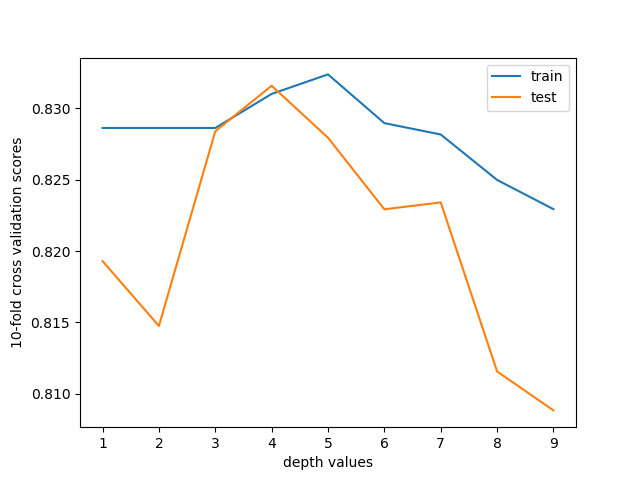 train
test
0.830
0.825
0.820
0.815
0.810
10-fold cross validation scores
1 2 3 4 5 6 7 8 9
depth values